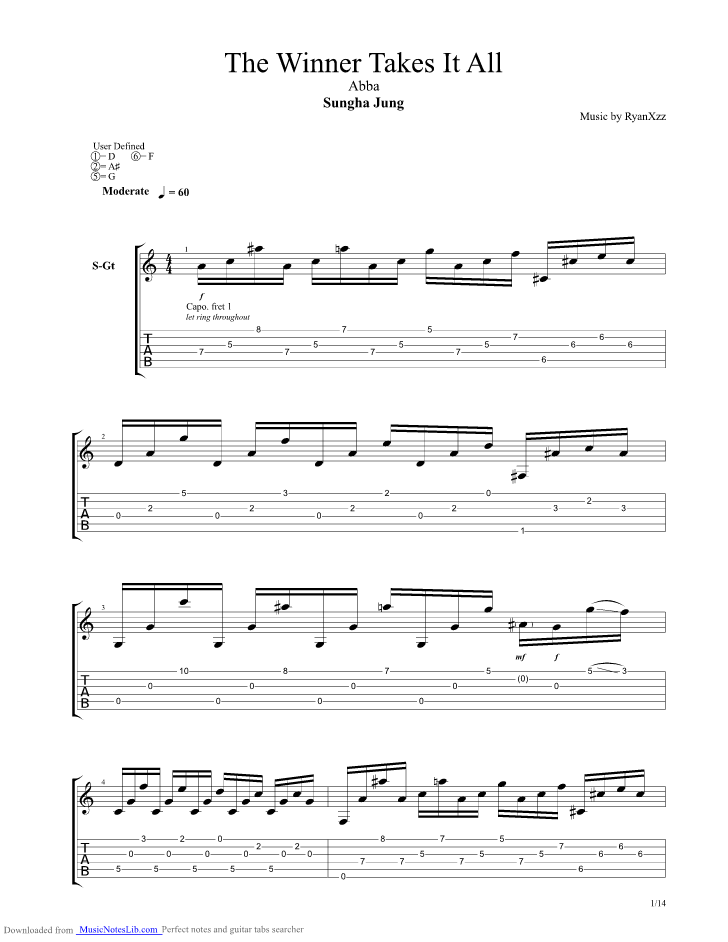 The Winner Takes It All
Abba
Sungha Jung
Music by RyanXzz
User Defined
①= D ⑥= F
②= A♯
⑤= G
Moderate ♩ = 60
S-Gt
1
4
4
f
Capo. fret 1
let ring throughout
T
A
B
7 5 8 7 5 7 7 5 5 7 5 7 6 6 6 6
2
T
A
B
0 2 5 0 2 3 0 2 2 0 2 0 1 3 2 3
3
mf f
T
A
B
0 0 10 0 0 8 0 0 7 0 0 5 (0) 0 5 3
4
T
A
B
5 0 3 5 0 2 5 0 0 5 0 2 5 0 2 0 0 7 8 7 5 7 7 5 5 7 5 7 6 6 6 6
1/14
Downloaded from MusicNotesLib.com Perfect notes and guitar tabs searcher